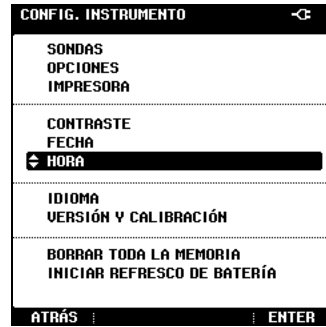 CONFIG. INSTRUMENTO
SONDAS
OPCIONES
IMPRESORA
CONTRASTE
FECHA
HORA
IDIOMA
VERSIÓN Y CALIBRACIÓN
BORRAR TODA LA MEMORIA
INICIAR REFRESCO DE BATERÍA
ATRÁS ENTER